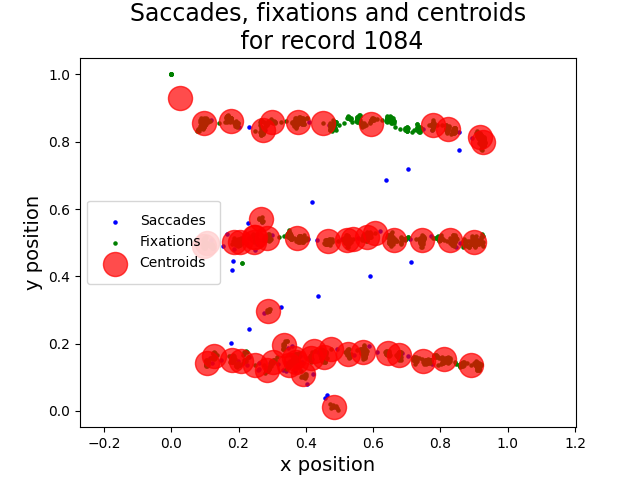 Saccades, fixations and centroids
for record 1084
1.0
0.8
0.6
0.4
0.2
0.0
y position
Saccades
Fixations
Centroids
−0.2
0.0
0.2
0.4
0.6
0.8
1.0
1.2
x position